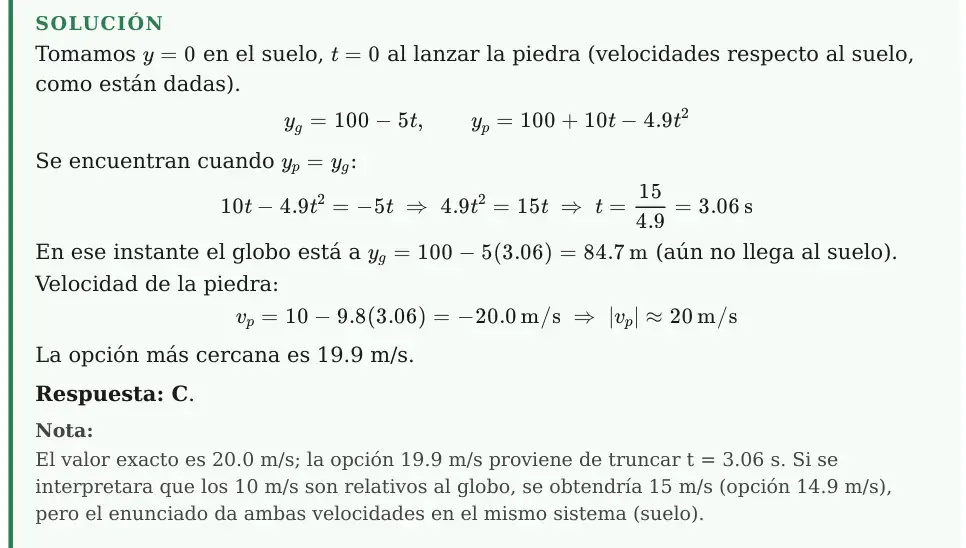 SOLUCIÓN
Tomamos y = 0 en el suelo, t = 0 al lanzar la piedra (velocidades respecto al suelo,
como están dadas).
y_g = 100 − 5t, y_p = 100 + 10t − 4.9t²
Se encuentran cuando y_p = y_g:
10t − 4.9t² = −5t ⇒ 4.9t² = 15t ⇒ t = 15/4.9 = 3.06 s
En ese instante el globo está a y_g = 100 − 5(3.06) = 84.7 m (aún no llega al suelo).
Velocidad de la piedra:
v_p = 10 − 9.8(3.06) = −20.0 m/s ⇒ |v_p| ≈ 20 m/s
La opción más cercana es 19.9 m/s.
Respuesta: C.
Nota:
El valor exacto es 20.0 m/s; la opción 19.9 m/s proviene de truncar t = 3.06 s. Si se
interpretara que los 10 m/s son relativos al globo, se obtendría 15 m/s (opción 14.9 m/s),
pero el enunciado da ambas velocidades en el mismo sistema (suelo).